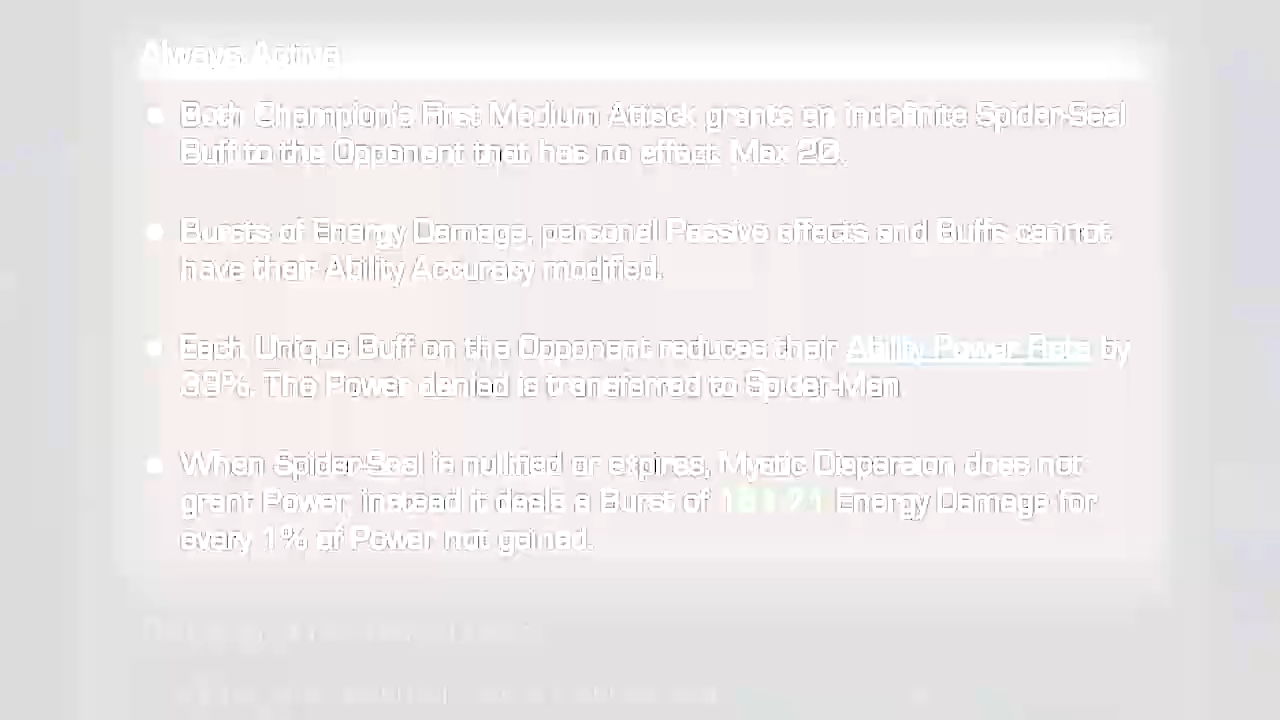 Always Active
Both Champion's First Medium Attack grants an indefinite Spider-Seal
Buff to the Opponent that has no effect. Max 20.
Bursts of Energy Damage, personal Passive effects and Buffs cannot
have their Ability Accuracy modified.
Each Unique Buff on the Opponent reduces their Ability Power Rate by
The Power denied is transferred to Spider-Man.
When Spider-Seal is nullified or expires, Mystic Dispersion does not
grant Power, instead it deals a Burst of Energy Damage for
every 1% of Power not gained.